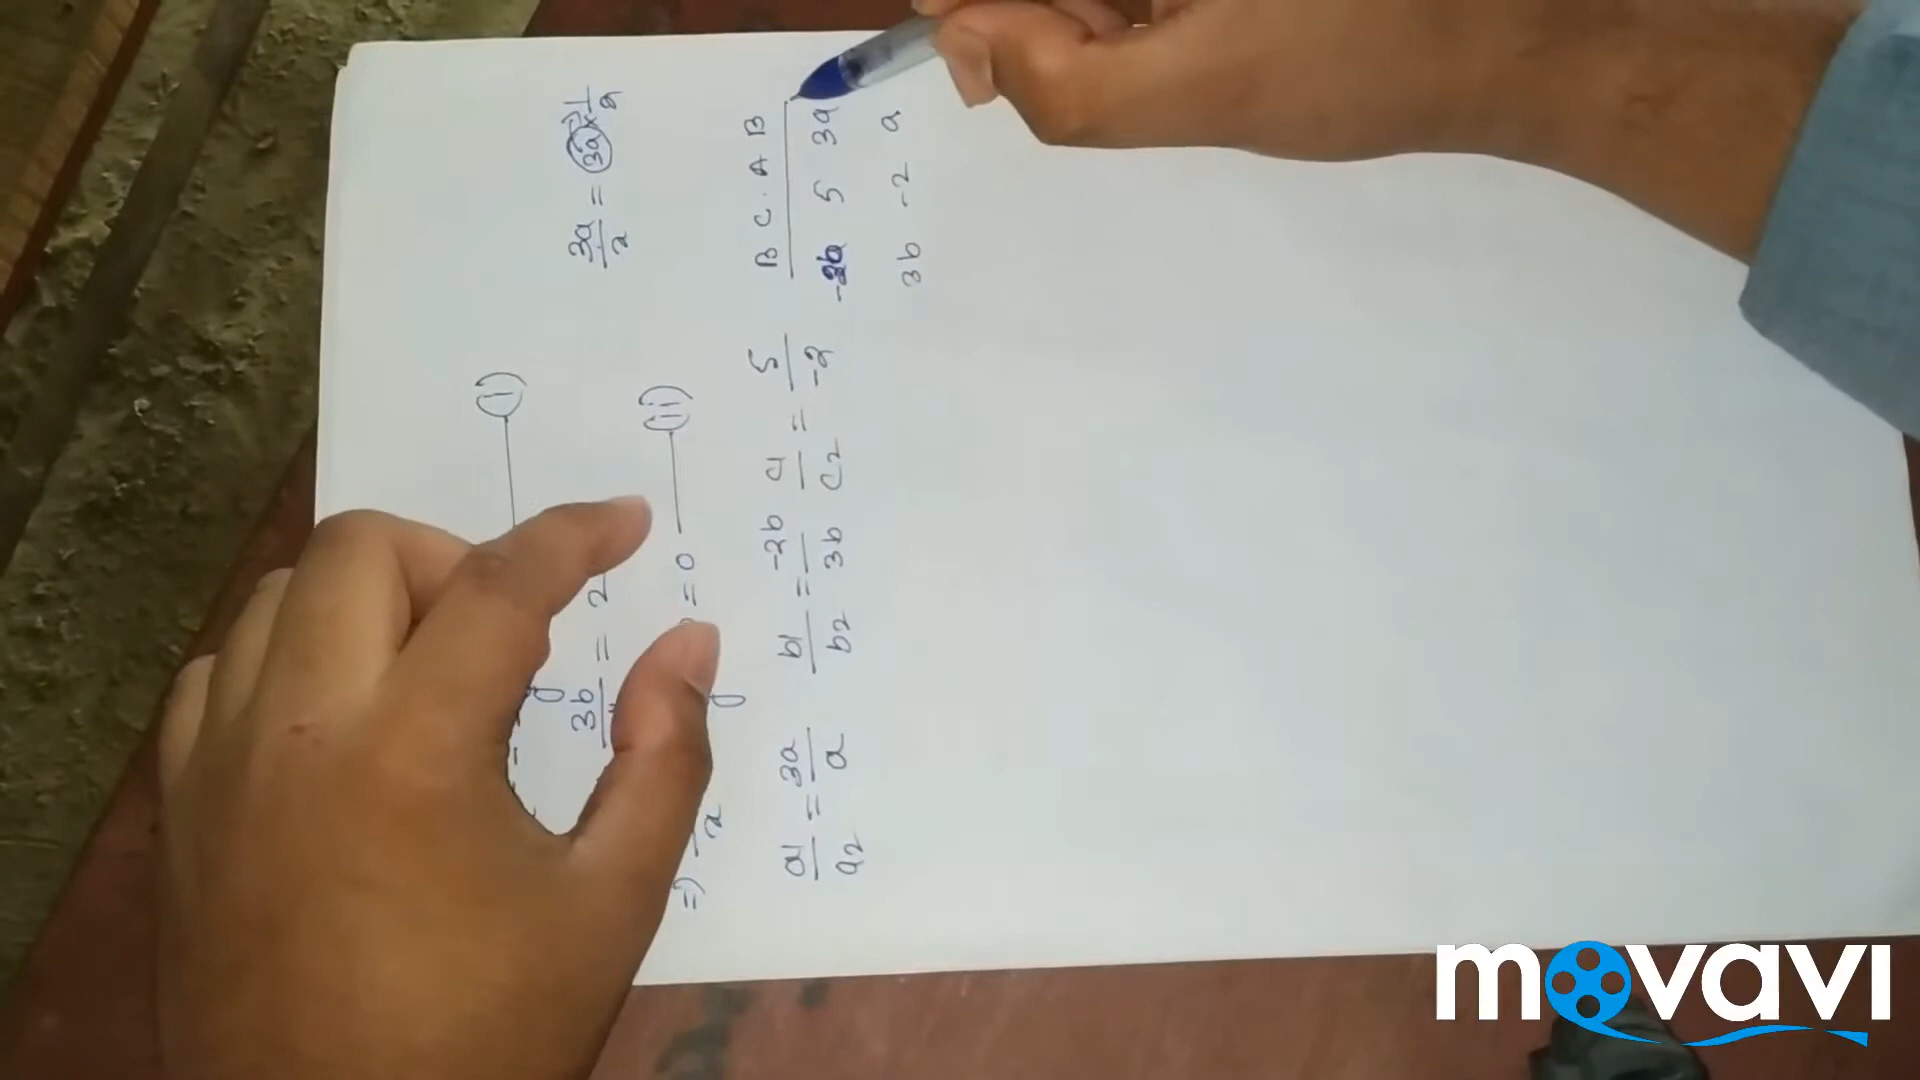 (i)
3a/x = 3a × 1/x
3b = 2
(ii)
= 0
y
=) x
a1/a2 = 3a/a b1/b2 = -2b/3b c1/c2 = 5/-2
B C . A B
-2b 5 3a
3b -2 a
movavi